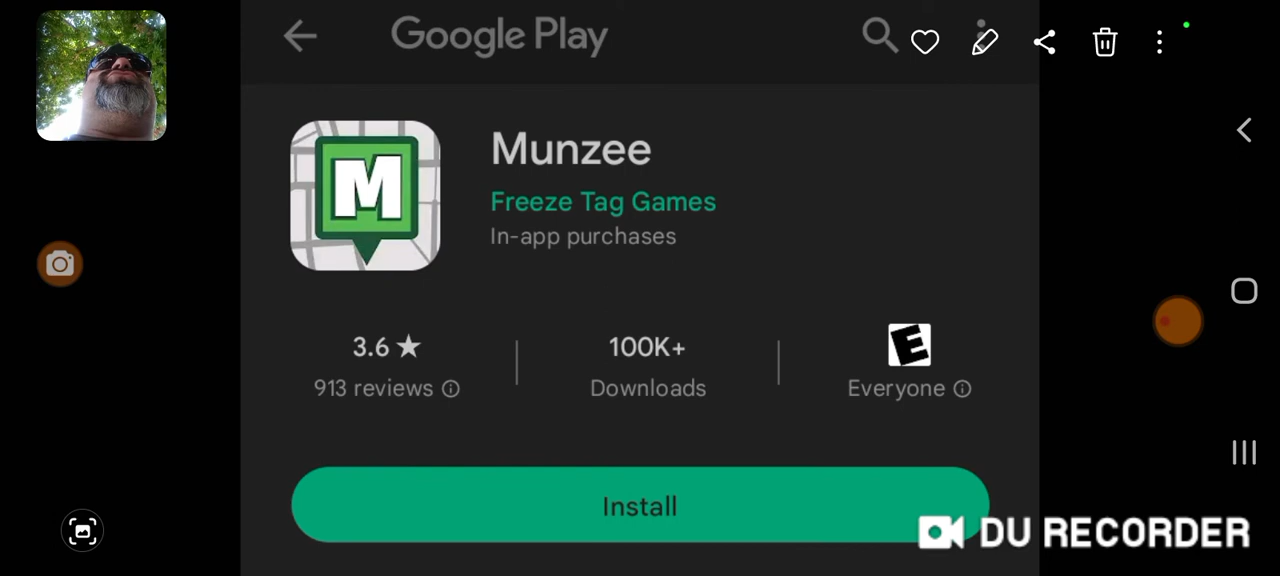 Google Play
M
Munzee
Freeze Tag Games
In-app purchases
3.6 ★
913 reviews
100K+
Downloads
E
Everyone
Install
DU RECORDER